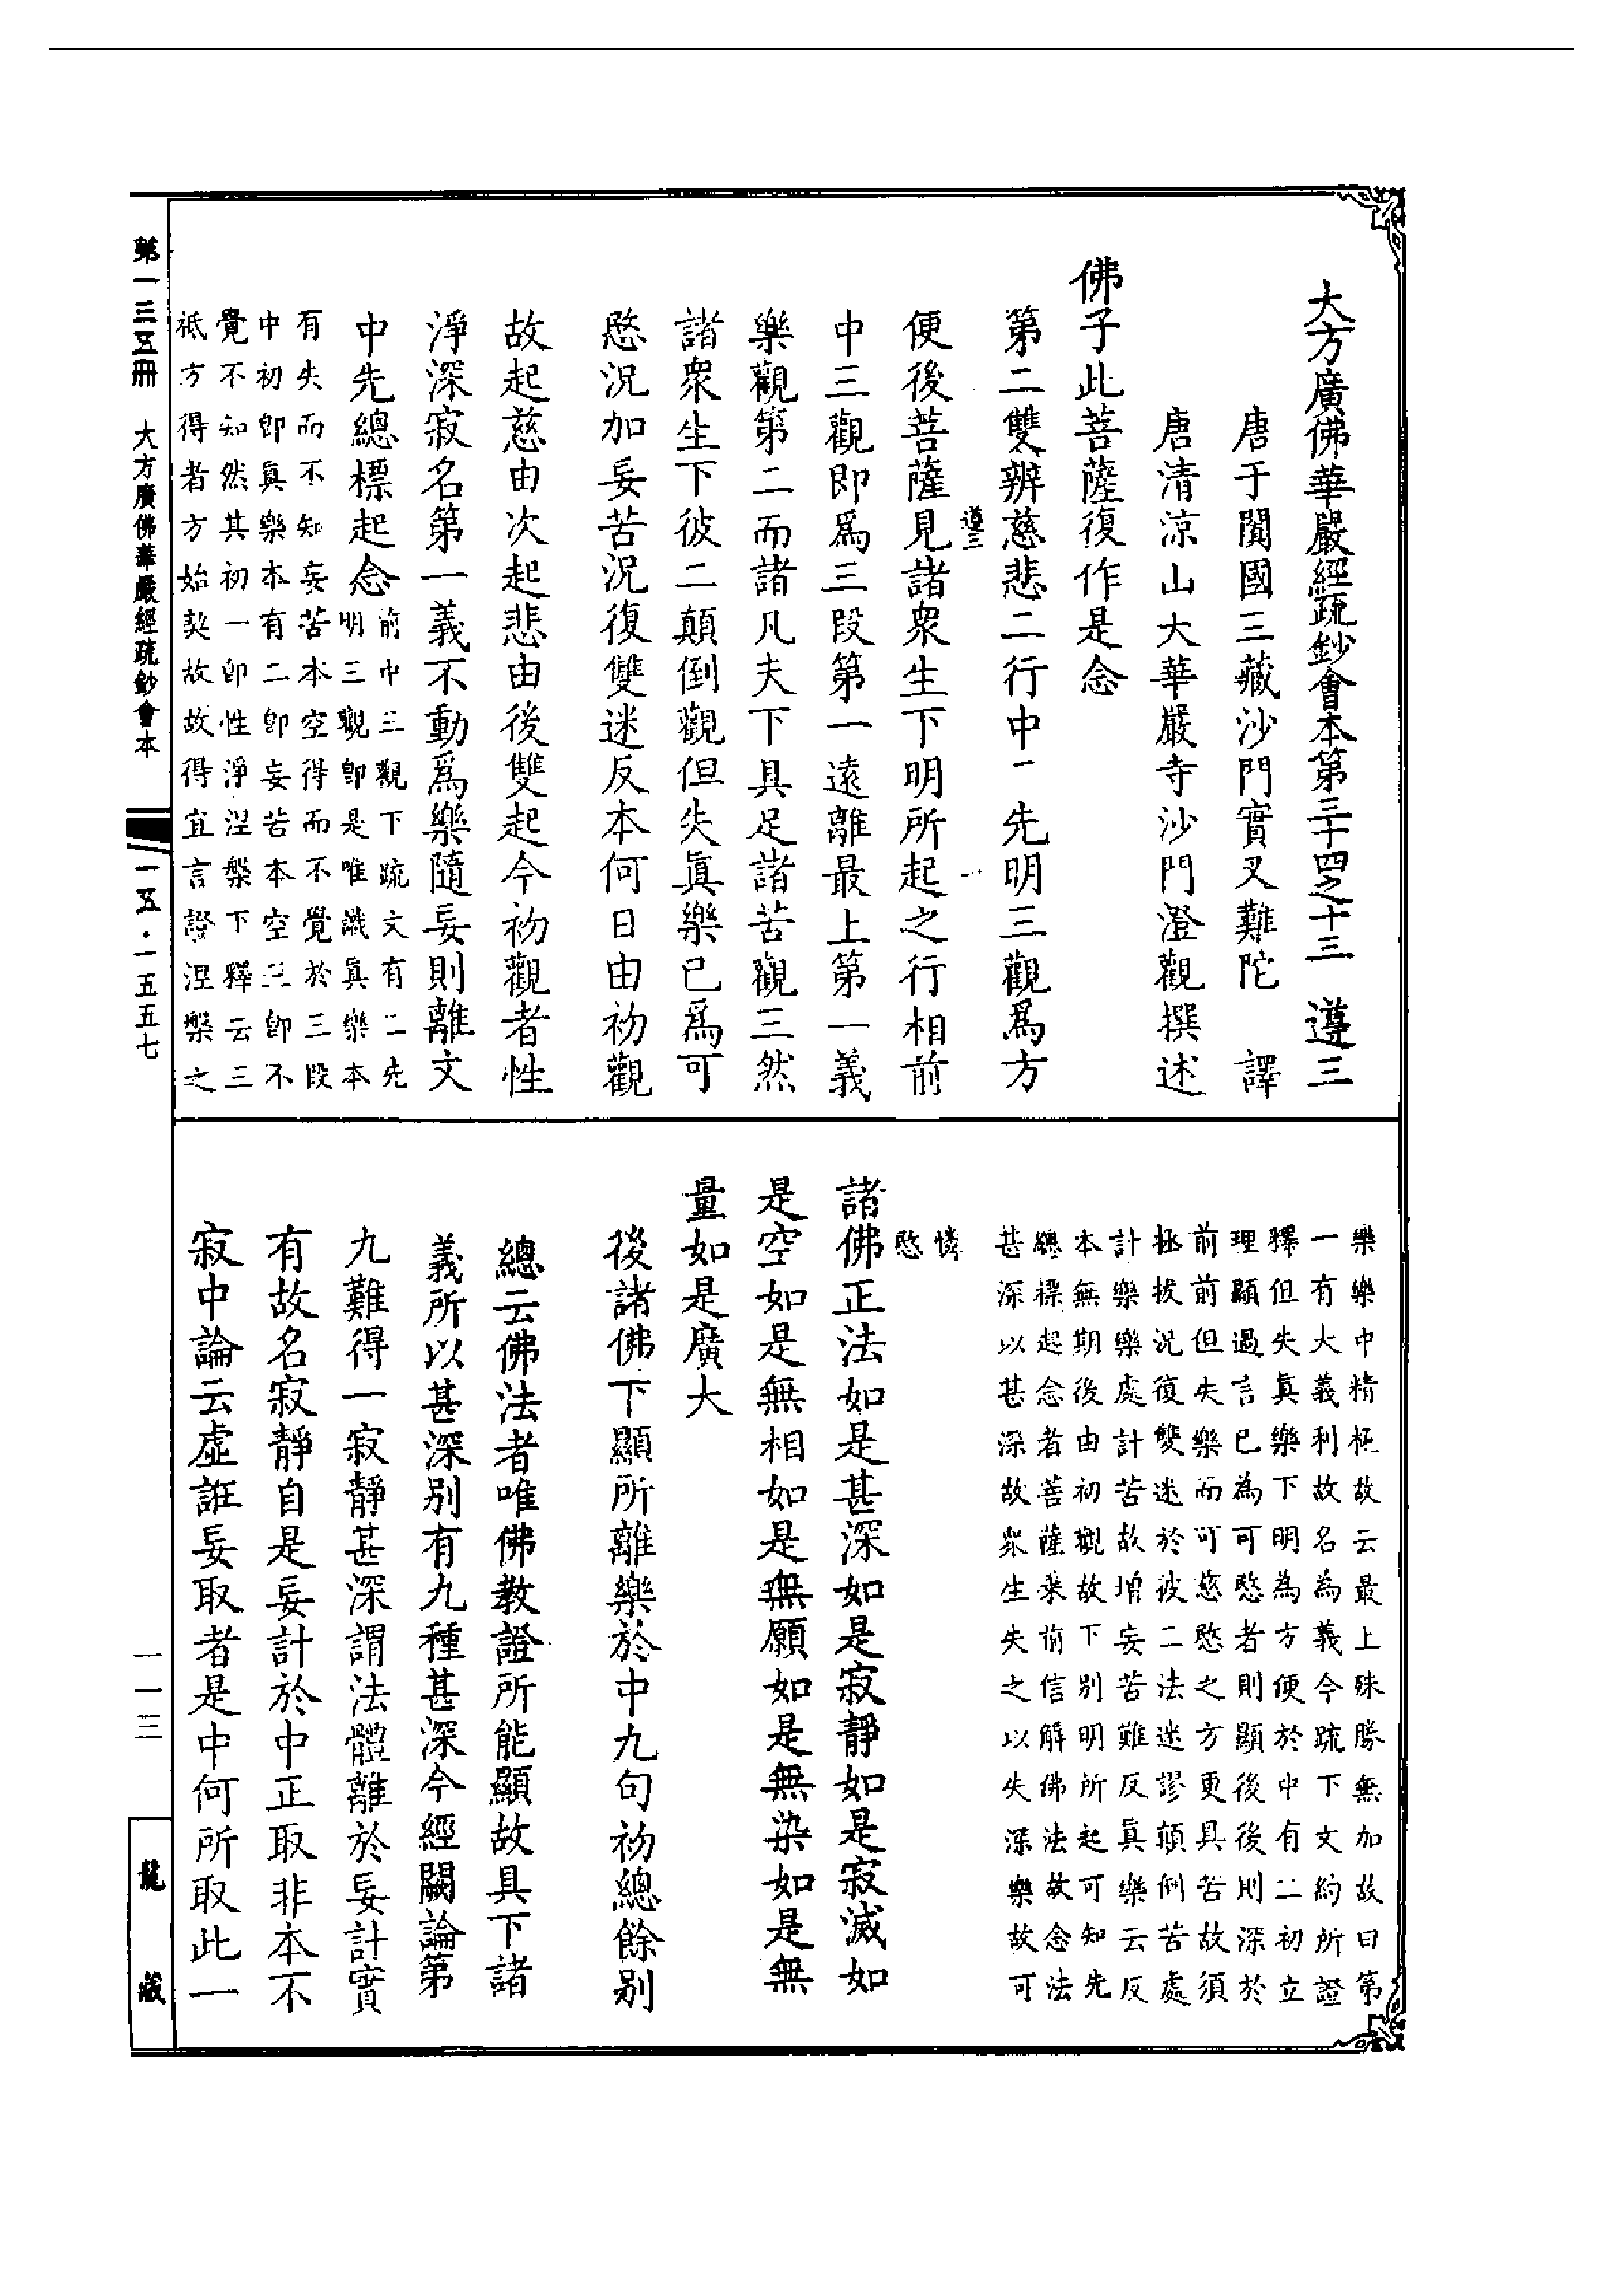 大方廣佛華嚴經疏鈔會本第三十四之十三　遵三
唐于闐國三藏沙門實叉難陀　譯
唐清涼山大華嚴寺沙門澄觀撰述
佛子此菩薩復作是念
第二雙辨慈悲二行中一先明三觀爲方
遵三
便後菩薩見諸衆生下明所起之行相前
中三觀即爲三段第一遠離最上第一義
樂觀第二而諸凡夫下具足諸苦觀三然
諸衆生下彼二顛倒觀但失眞樂已爲可
愍況加妄苦況復雙迷反本何日由初觀
故起慈由次起悲由後雙起今初觀者性
淨深寂名第一義不動爲樂隨妄則離文
中先總標起念
前中三觀下疏文有二先
明三觀即是唯識眞樂本
有失而不知妄苦本空得而不覺於三段
中初即眞樂本有二即妄苦本空三即不
覺不知然其初一即性淨涅槃下釋云三
祇方得者方始契故故得宜言證涅槃之
樂樂中精極故云最上殊勝無加故曰第
一有大義利故名為義今疏下文約所證
釋但失眞樂下明為方便於中有二初立
理顯過言已為可愍者則顯後後則深於
前前但失樂而可慈愍之方更具苦故須
拯拔況復雙迷於彼二法迷謬顛倒苦處
計樂樂處計苦故增妄苦難反眞樂云反
本無期後由初觀故下別明所起可知先
總標起念者菩薩乘前信解佛法故念法
甚深以甚深故衆生失之以失深樂故可
憐
愍
諸佛正法如是甚深如是寂靜如是寂滅如
是空如是無相如是無願如是無染如是無
量如是廣大
後諸佛下顯所離樂於中九句初總餘別
總云佛法者唯佛教證所能顯故具下諸
義所以甚深別有九種甚深今經闕論第
九難得一寂靜甚深謂法體離於妄計實
有故名寂靜自是妄計於中正取非本不
寂中論云虛誑妄取者是中何所取此一
第一三五冊　大方廣佛華嚴經疏鈔會本
一五·一五五七
一一三
龍藏